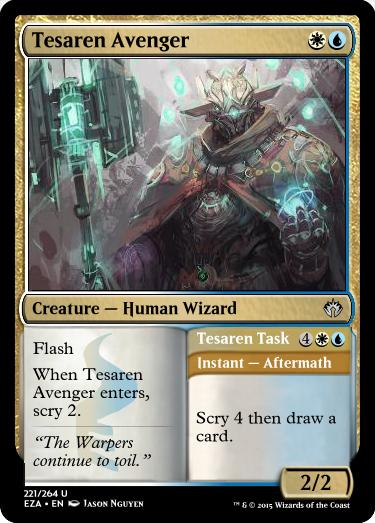 Tesaren Avenger
Creature — Human Wizard
Flash
When Tesaren
Avenger enters,
scry 2.
“The Warpers
continue to toil.”
Tesaren Task 4
Instant — Aftermath
Scry 4 then draw a
card.
2/2
221/264 U
EZA • EN Jason Nguyen
™ & © 2015 Wizards of the Coast